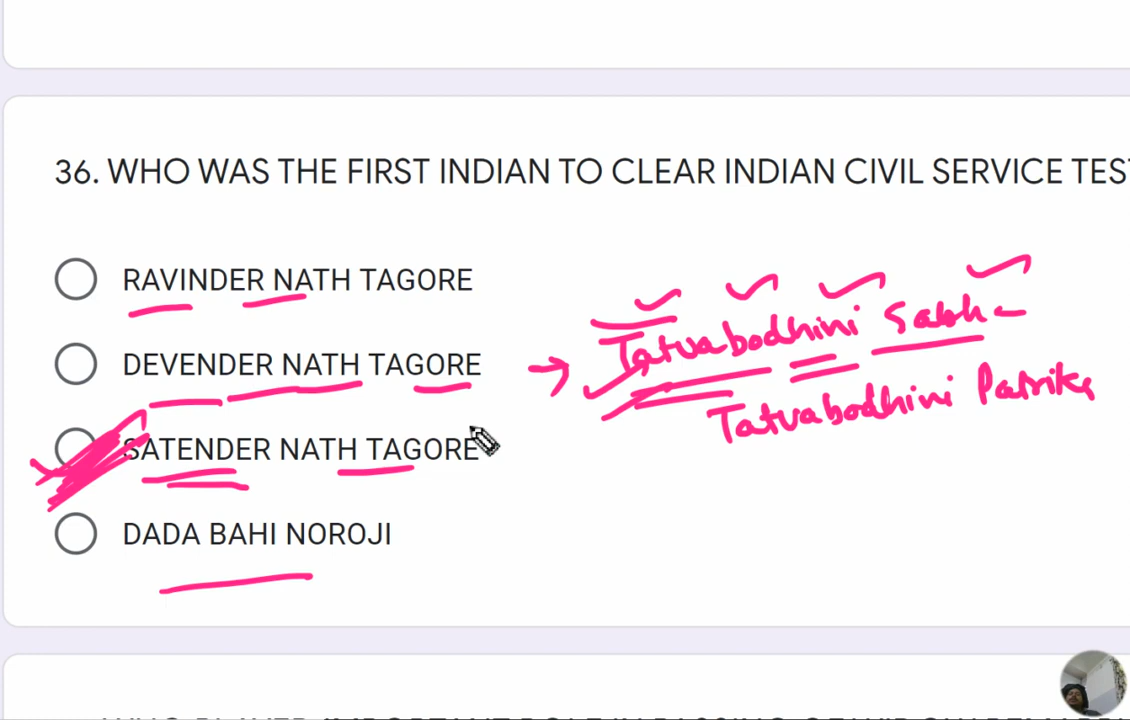 36. WHO WAS THE FIRST INDIAN TO CLEAR INDIAN CIVIL SERVICE TES
RAVINDER NATH TAGORE
DEVENDER NATH TAGORE
SATENDER NATH TAGORE
DADA BAHI NOROJI
→ Tatvabodhini Sabh
Tatvabodhini Patrika